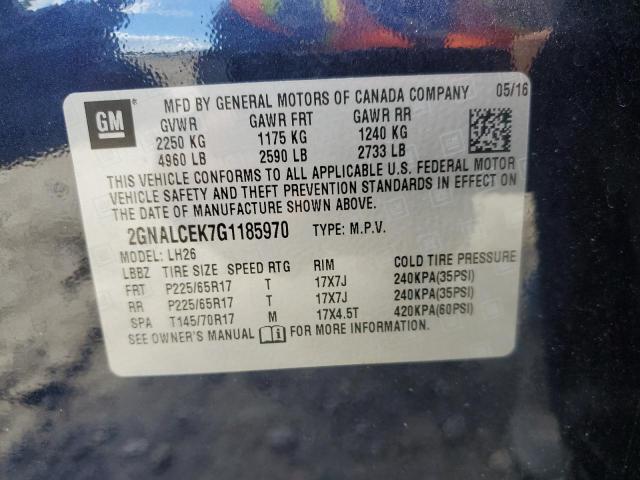 MFD BY GENERAL MOTORS OF CANADA COMPANY 05/16
GM
GVWR GAWR FRT GAWR RR
2250 KG 1175 KG 1240 KG
4960 LB 2590 LB 2733 LB
THIS VEHICLE CONFORMS TO ALL APPLICABLE U.S. FEDERAL MOTOR
VEHICLE SAFETY AND THEFT PREVENTION STANDARDS IN EFFECT ON
THE DATE OF MANUFACTURE SHOWN ABOVE.
2GNALCEK7G1185970 TYPE: M.P.V.
MODEL: LH26
LBBZ TIRE SIZE SPEED RTG RIM COLD TIRE PRESSURE
FRT P225/65R17 T 17X7J 240KPA(35PSI)
RR P225/65R17 T 17X7J 240KPA(35PSI)
SPA T145/70R17 M 17X4.5T 420KPA(60PSI)
SEE OWNER'S MANUAL i FOR MORE INFORMATION.